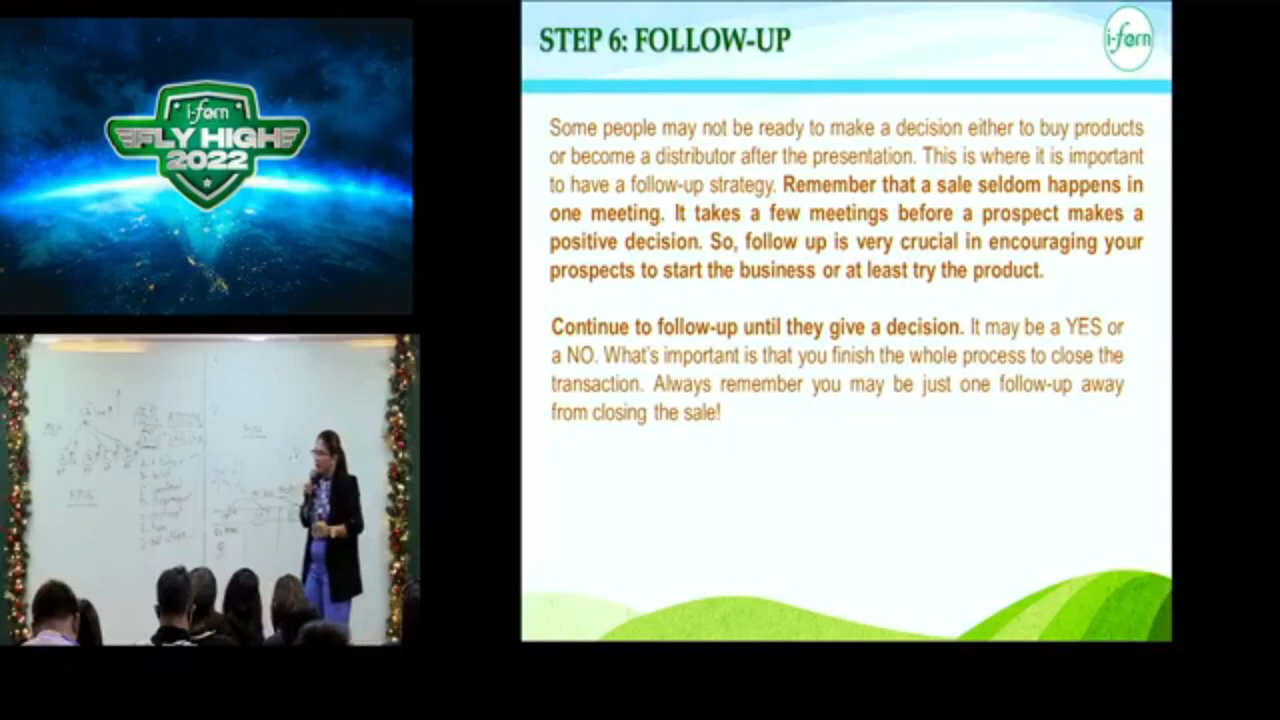 i-fern
FLY HIGH
2022
STEP 6: FOLLOW-UP
i-fern
Some people may not be ready to make a decision either to buy products
or become a distributor after the presentation. This is where it is important
to have a follow-up strategy. Remember that a sale seldom happens in
one meeting. It takes a few meetings before a prospect makes a
positive decision. So, follow up is very crucial in encouraging your
prospects to start the business or at least try the product.
Continue to follow-up until they give a decision. It may be a YES or
a NO. What's important is that you finish the whole process to close the
transaction. Always remember you may be just one follow-up away
from closing the sale!